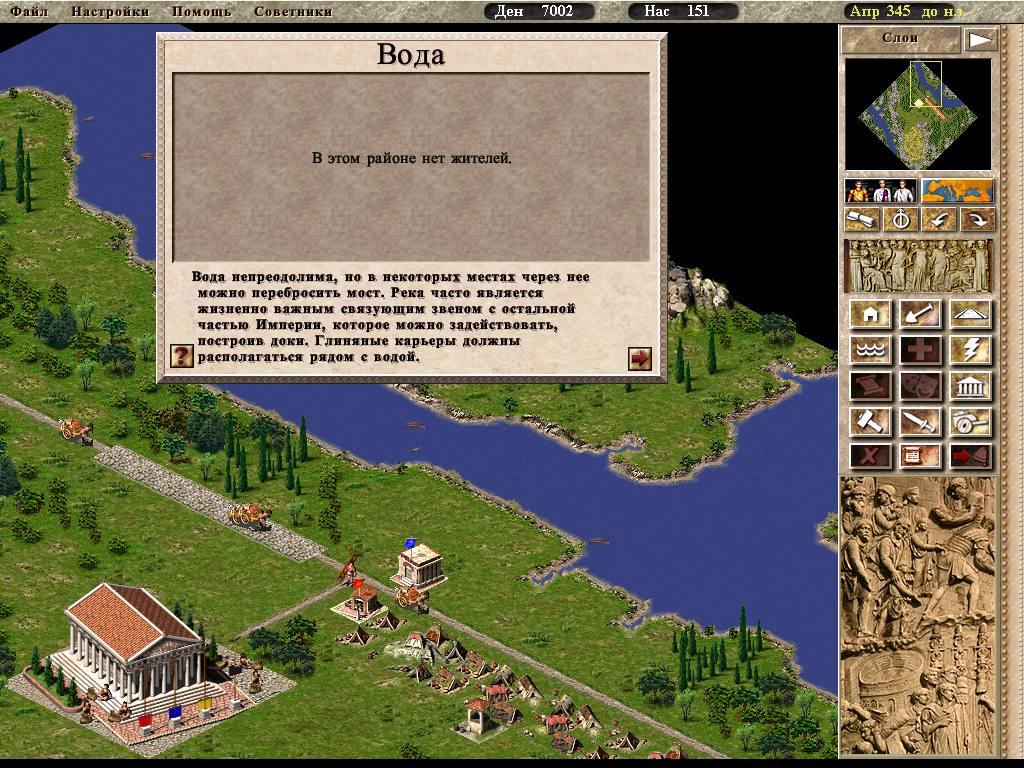 Файл Настройки Помощь Советники Ден 7002 Нас 151 Апр 345 до н.э.
Слои
Вода
В этом районе нет жителей.
Вода непреодолима, но в некоторых местах через нее
можно перебросить мост. Река часто является
жизненно важным связующим звеном с остальной
частью Империи, которое можно задействовать,
построив доки. Глиняные карьеры должны
располагаться рядом с водой.
?